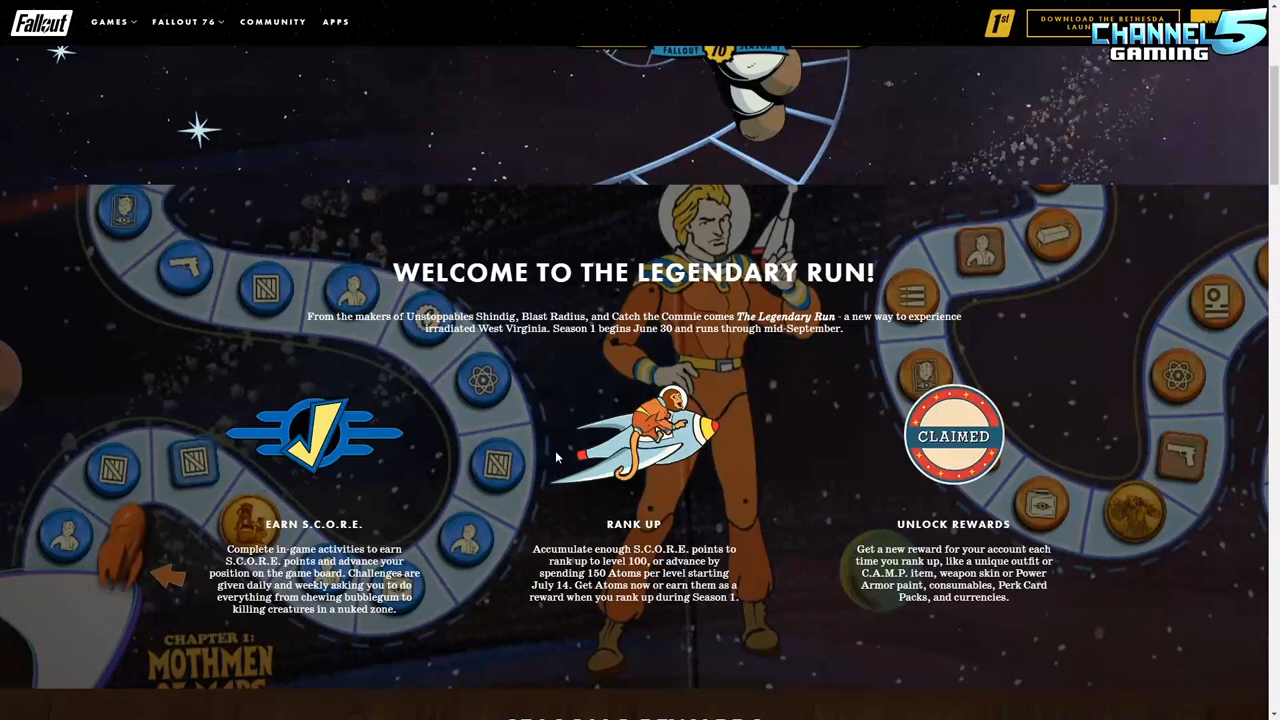 Fallout
GAMES
FALLOUT 76
COMMUNITY
APPS
1st
DOWNLOAD THE BETHESDA
CHANNEL 5
GAMING
FALLOUT 76
WELCOME TO THE LEGENDARY RUN!
From the makers of Unstoppables Shindig, Blast Radius, and Catch the Commie comes The Legendary Run - a new way to experience
irradiated West Virginia. Season 1 begins June 30 and runs through mid-September.
CLAIMED
EARN S.C.O.R.E.
Complete in-game activities to earn
S.C.O.R.E. points and advance your
position on the game board. Challenges are
given daily and weekly asking you to do
everything from chewing bubblegum to
killing creatures in a nuked zone.
RANK UP
Accumulate enough S.C.O.R.E. points to
rank up to level 100, or advance by
spending 150 Atoms per level starting
July 14. Get Atoms now or earn them as a
reward when you rank up during Season 1.
UNLOCK REWARDS
Get a new reward for your account each
time you rank up, like a unique outfit or
C.A.M.P. item, weapon skin or Power
Armor paint, consumables. Perk Card
Packs, and currencies.
CHAPTER 1:
MOTHMEN